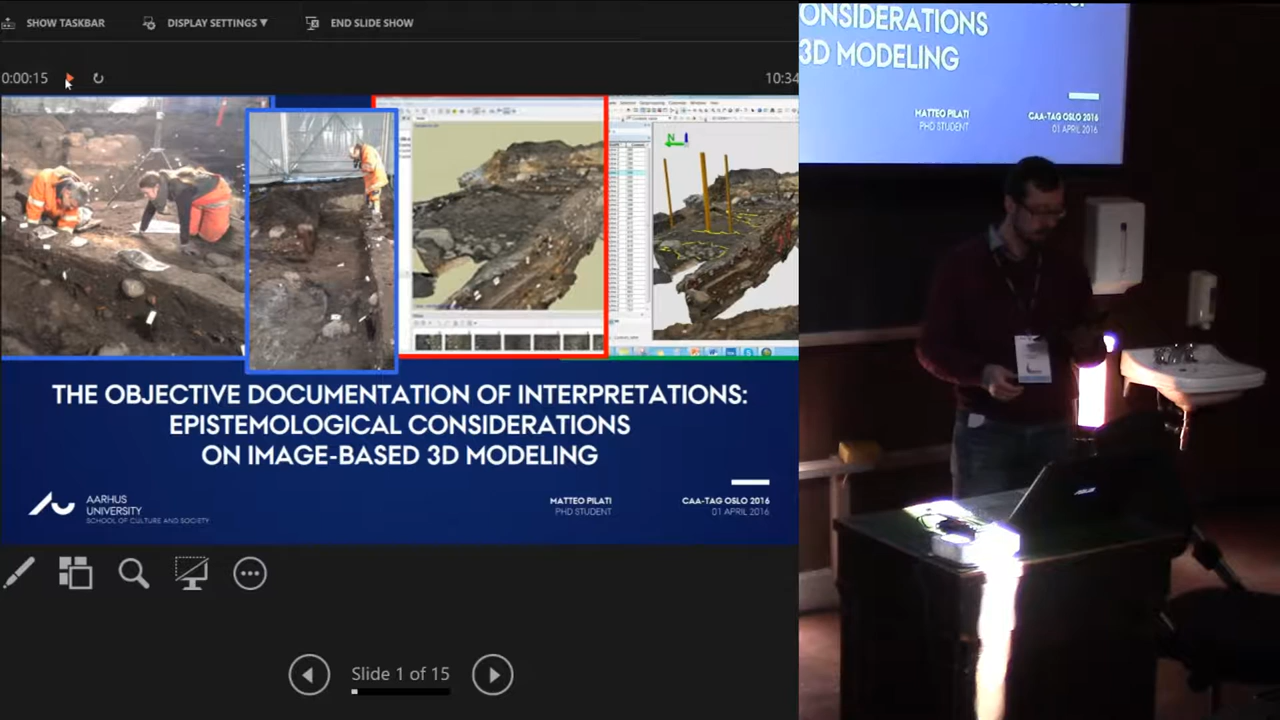 SHOW TASKBAR
DISPLAY SETTINGS ▼
END SLIDE SHOW
0:00:15
10:34
THE OBJECTIVE DOCUMENTATION OF INTERPRETATIONS:
EPISTEMOLOGICAL CONSIDERATIONS
ON IMAGE-BASED 3D MODELING
AARHUS
UNIVERSITY
SCHOOL OF CULTURE AND SOCIETY
MATTEO PILATI
PHD STUDENT
CAA-TAG OSLO 2016
01 APRIL 2016
Slide 1 of 15
ONSIDERATIONS
3D MODELING
MATTEO PILATI
PHD STUDENT
CAA-TAG OSLO 2016
01 APRIL 2016
ASUS
N